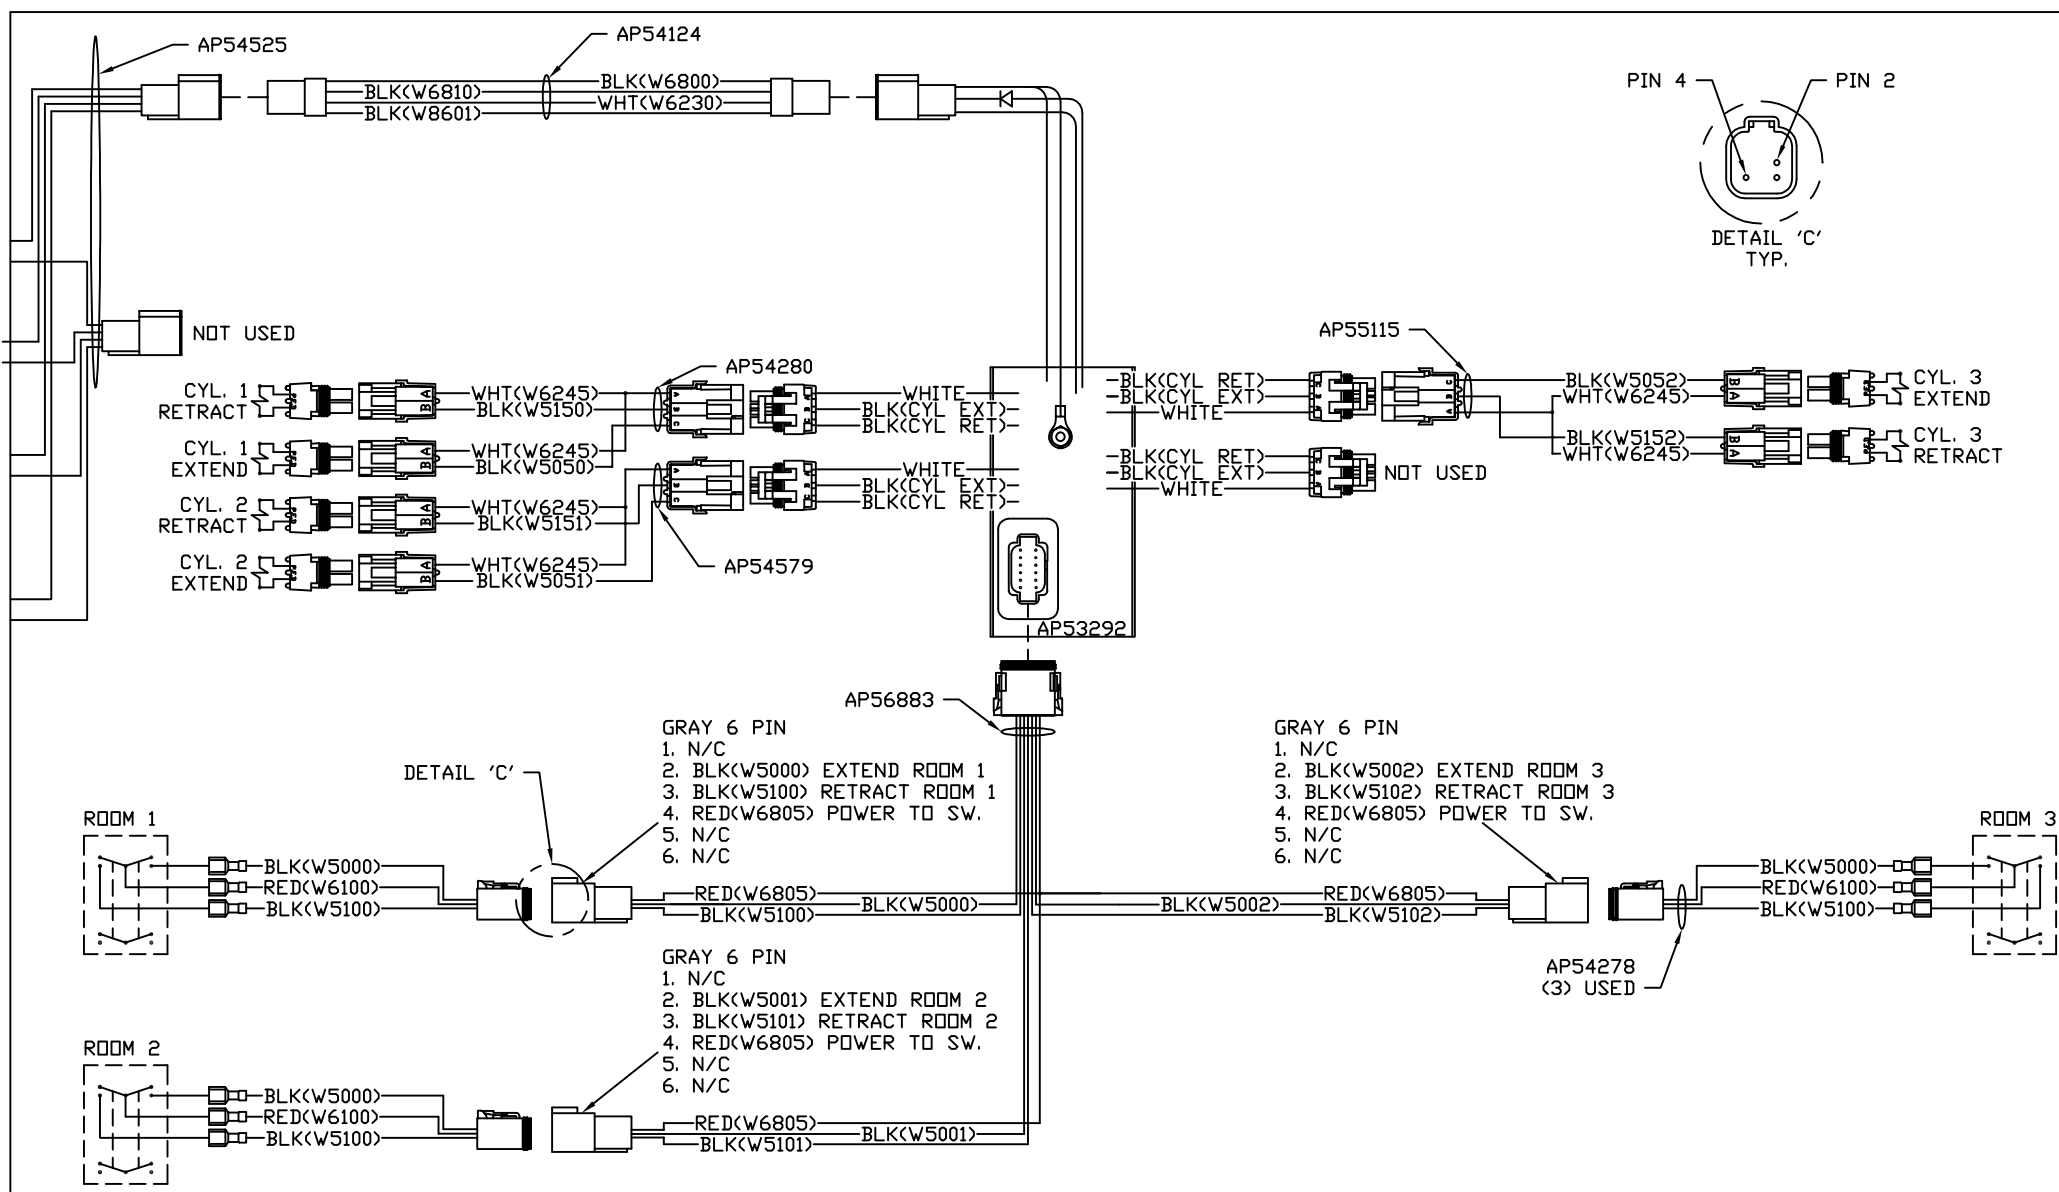 AP54525
AP54124
BLK(W6800)
BLK(W6810)
WHT(W6230)
BLK(W8601)
PIN 4
PIN 2
DETAIL 'C'
TYP.
NOT USED
AP54280
AP55115
CYL. 1
RETRACT
WHT(W6245)
BLK(W5150)
A
B
A
B
C
WHITE
BLK(CYL EXT)
BLK(CYL RET)
CYL. 1
EXTEND
WHT(W6245)
BLK(W5050)
A
B
CYL. 2
RETRACT
WHT(W6245)
BLK(W5151)
A
B
A
B
C
WHITE
BLK(CYL EXT)
BLK(CYL RET)
CYL. 2
EXTEND
WHT(W6245)
BLK(W5051)
A
B
AP54579
BLK(CYL RET)
BLK(CYL EXT)
WHITE
BLK(W5052)
WHT(W6245)
B
A
CYL. 3
EXTEND
BLK(W5152)
WHT(W6245)
B
A
CYL. 3
RETRACT
BLK(CYL RET)
BLK(CYL EXT)
WHITE
NOT USED
AP53292
AP56883
DETAIL 'C'
GRAY 6 PIN
1. N/C
2. BLK(W5000) EXTEND ROOM 1
3. BLK(W5100) RETRACT ROOM 1
4. RED(W6805) POWER TO SW.
5. N/C
6. N/C
GRAY 6 PIN
1. N/C
2. BLK(W5002) EXTEND ROOM 3
3. BLK(W5102) RETRACT ROOM 3
4. RED(W6805) POWER TO SW.
5. N/C
6. N/C
ROOM 1
BLK(W5000)
RED(W6100)
BLK(W5100)
RED(W6805)
BLK(W5000)
BLK(W5100)
RED(W6805)
BLK(W5002)
BLK(W5102)
ROOM 3
BLK(W5000)
RED(W6100)
BLK(W5100)
AP54278
(3) USED
GRAY 6 PIN
1. N/C
2. BLK(W5001) EXTEND ROOM 2
3. BLK(W5101) RETRACT ROOM 2
4. RED(W6805) POWER TO SW.
5. N/C
6. N/C
ROOM 2
BLK(W5000)
RED(W6100)
BLK(W5100)
RED(W6805)
BLK(W5001)
BLK(W5101)